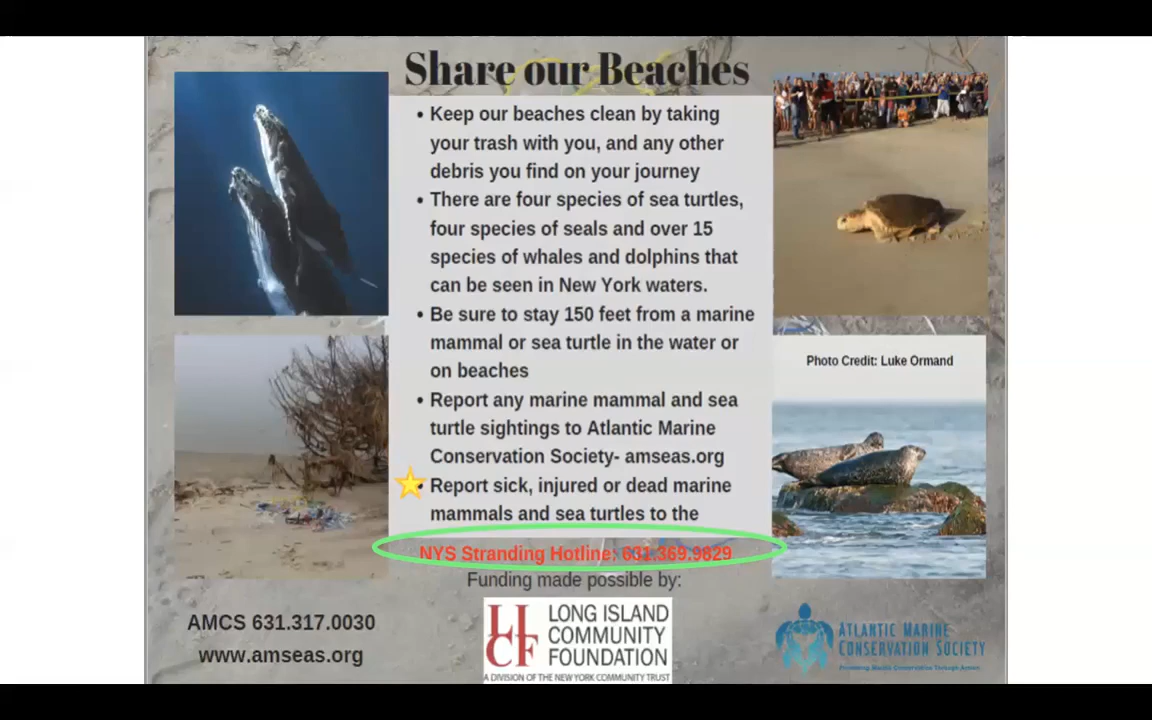 Share our Beaches
• Keep our beaches clean by taking
your trash with you, and any other
debris you find on your journey
• There are four species of sea turtles,
four species of seals and over 15
species of whales and dolphins that
can be seen in New York waters.
• Be sure to stay 150 feet from a marine
mammal or sea turtle in the water or
on beaches
• Report any marine mammal and sea
turtle sightings to Atlantic Marine
Conservation Society- amseas.org
• Report sick, injured or dead marine
mammals and sea turtles to the
NYS Stranding Hotline: 631.369.9829
Funding made possible by:
Photo Credit: Luke Ormand
AMCS 631.317.0030
www.amseas.org
LICF
LONG ISLAND
COMMUNITY
FOUNDATION
A DIVISION OF THE NEW YORK COMMUNITY TRUST
ATLANTIC MARINE
CONSERVATION SOCIETY
Promoting Marine Conservation Through Action